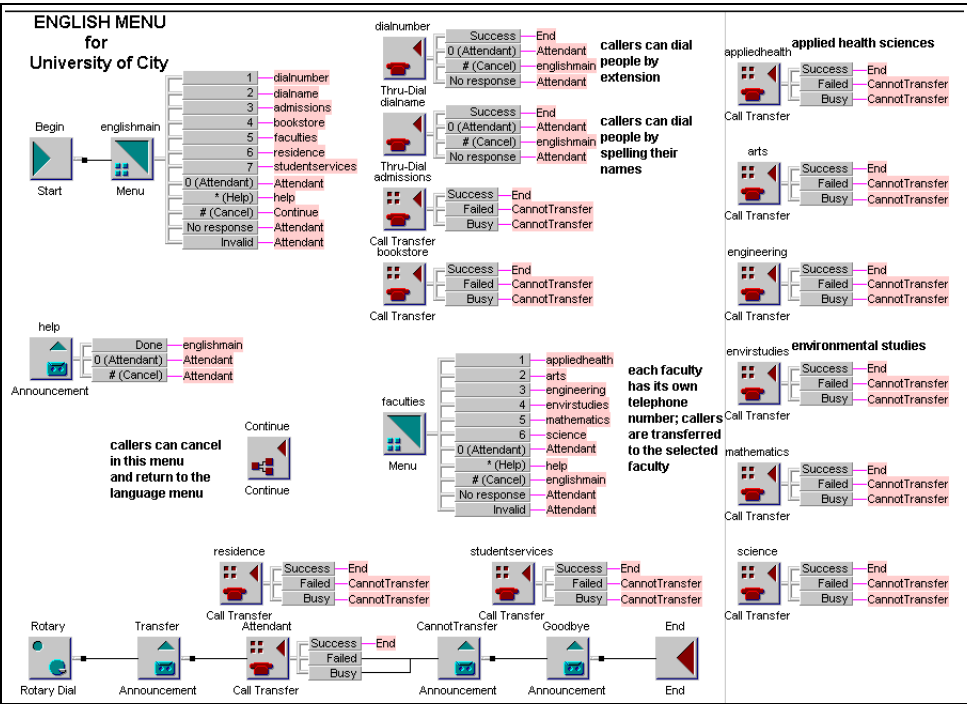 ENGLISH MENU
for
University of City
Begin
Start
englishmain
Menu
1 dialnumber
2 dialname
3 admissions
4 bookstore
5 faculties
6 residence
7 studentservices
0 (Attendant) Attendant
* (Help) help
# (Cancel) Continue
No response Attendant
Invalid Attendant
dialnumber
Success End
0 (Attendant) Attendant
# (Cancel) englishmain
No response Attendant
Thru-Dial
callers can dial
people by
extension
dialname
Success End
0 (Attendant) Attendant
# (Cancel) englishmain
No response Attendant
Thru-Dial
callers can dial
people by
spelling their
names
admissions
Success End
Failed CannotTransfer
Busy CannotTransfer
Call Transfer
bookstore
Success End
Failed CannotTransfer
Busy CannotTransfer
Call Transfer
appliedhealth
applied health sciences
Success End
Failed CannotTransfer
Busy CannotTransfer
Call Transfer
arts
Success End
Failed CannotTransfer
Busy CannotTransfer
Call Transfer
engineering
Success End
Failed CannotTransfer
Busy CannotTransfer
Call Transfer
help
Done englishmain
0 (Attendant) Attendant
# (Cancel) Attendant
Announcement
callers can cancel
in this menu
and return to the
language menu
Continue
Continue
faculties
Menu
1 appliedhealth
2 arts
3 engineering
4 envirstudies
5 mathematics
6 science
0 (Attendant) Attendant
* (Help) help
# (Cancel) englishmain
No response Attendant
Invalid Attendant
each faculty
has its own
telephone
number; callers
are transferred
to the selected
faculty
envirstudies
environmental studies
Success End
Failed CannotTransfer
Busy CannotTransfer
Call Transfer
mathematics
Success End
Failed CannotTransfer
Busy CannotTransfer
Call Transfer
residence
Success End
Failed CannotTransfer
Busy CannotTransfer
Call Transfer
studentservices
Success End
Failed CannotTransfer
Busy CannotTransfer
Call Transfer
science
Success End
Failed CannotTransfer
Busy CannotTransfer
Call Transfer
Rotary
Rotary Dial
Transfer
Announcement
Attendant
Success End
Failed
Busy
Call Transfer
CannotTransfer
Announcement
Goodbye
Announcement
End
End